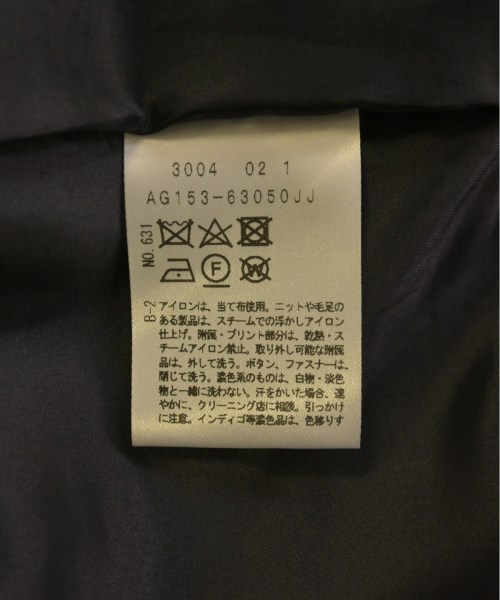 3004 02 1
AG153-63050JJ
NO.631
F
W
B-2
アイロンは、当て布使用。ニットや毛足の
ある製品は、スチームでの浮かしアイロン
仕上げ。附属・プリント部分は、乾熱・ス
チームアイロン禁止。取り外し可能な附属
品は、外して洗う。ボタン、ファスナーは、
閉じて洗う。濃色系のものは、白物・淡色
物と一緒に洗わない。汗をかいた場合、速
やかに、クリーニング店に相談。引っかけ
に注意。インディゴ等濃色品は、色移りす